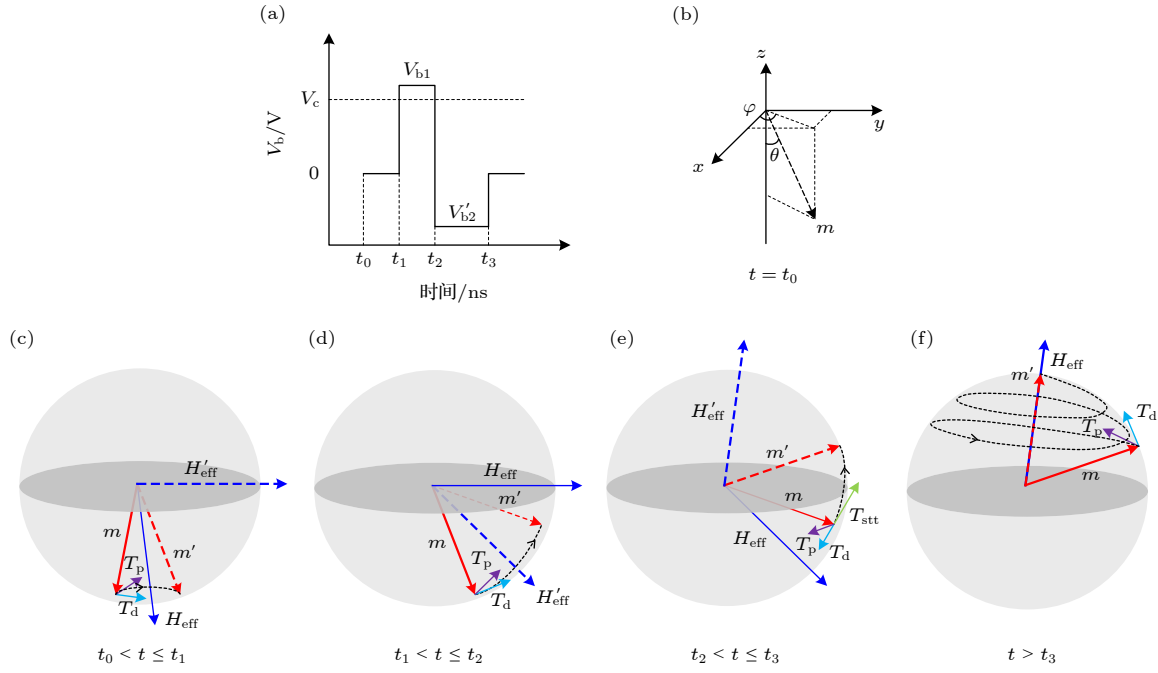 (a)
V_b/V
V_c
0
V_b1
V′_b2
t_0
t_1
t_2
t_3
时间/ns
(b)
z
φ
y
x
θ
m
t = t_0
(c)
H′_eff
m
m′
T_p
T_d
H_eff
t_0 < t ≤ t_1
(d)
H_eff
m′
m
T_p
T_d
H′_eff
t_1 < t ≤ t_2
(e)
H′_eff
m′
m
T_stt
H_eff
T_p
T_d
t_2 < t ≤ t_3
(f)
H_eff
m′
T_d
T_p
m
t > t_3